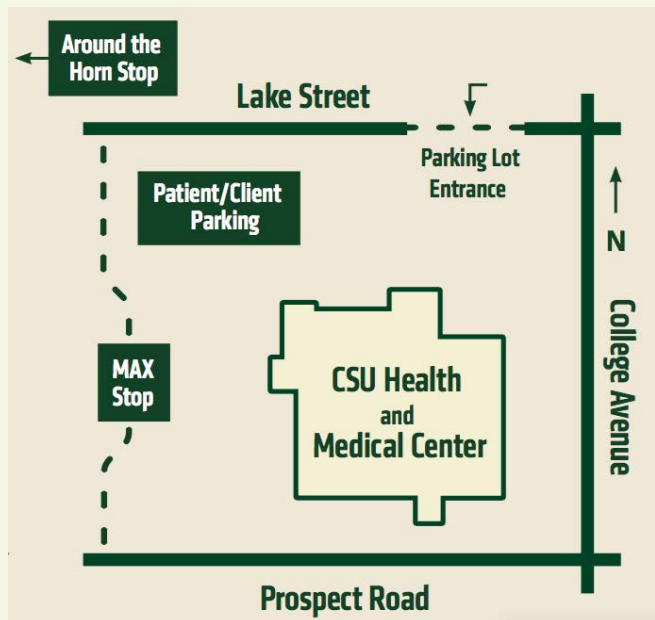 Around the
Horn Stop
Lake Street
Parking Lot
Entrance
Patient/Client
Parking
N
College Avenue
MAX
Stop
CSU Health
and
Medical Center
Prospect Road